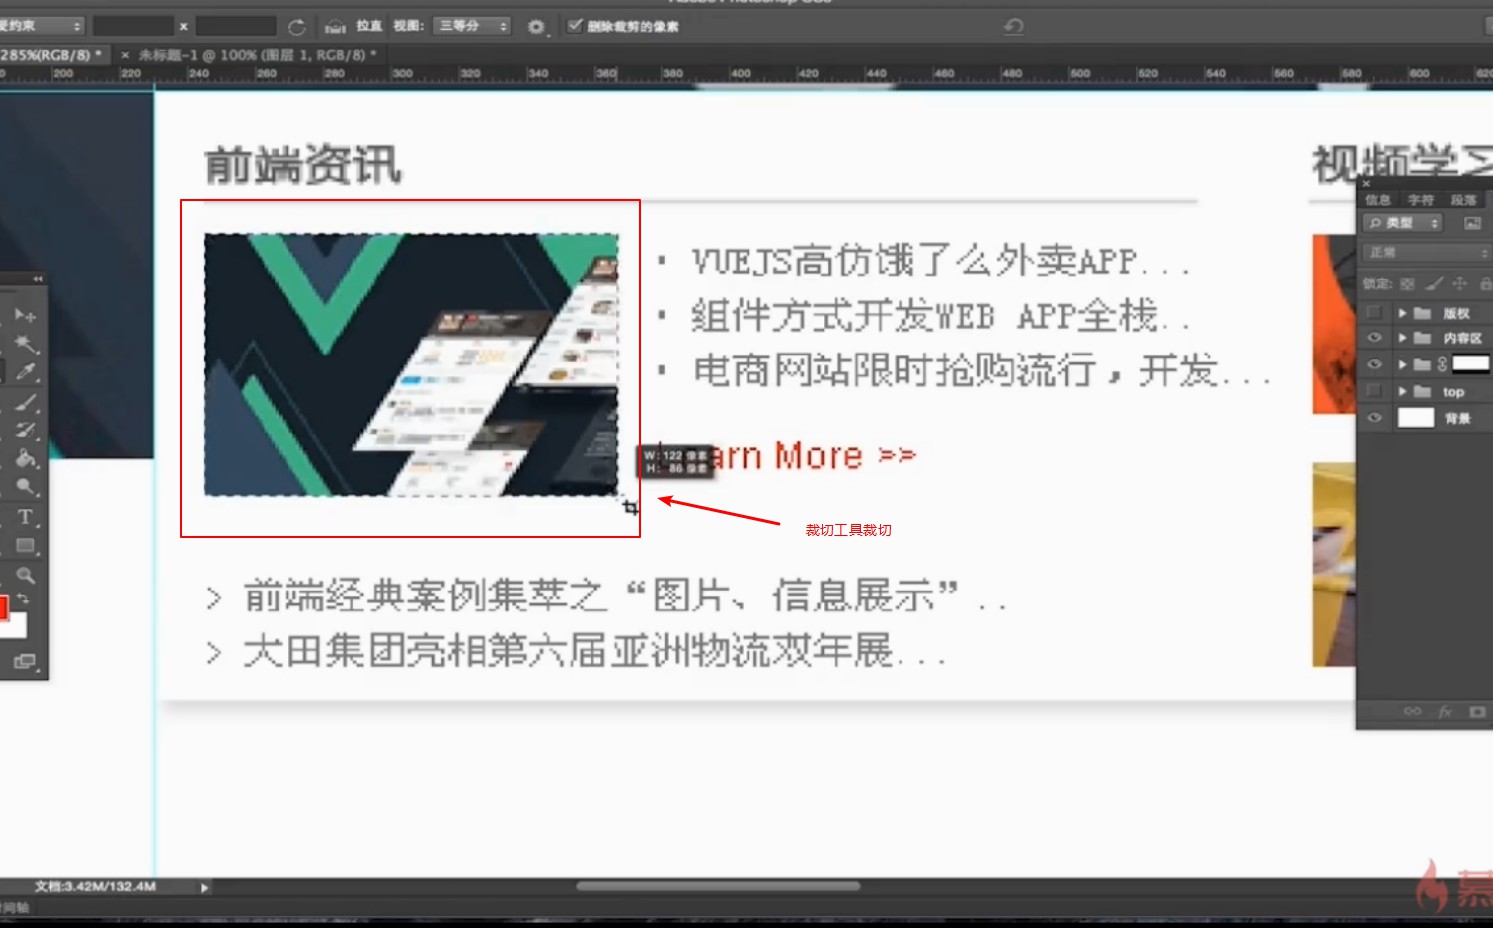 拉直 视图: 三等分 删除裁剪的像素
285%(RGB/8) * × 未标题-1 @ 100% (图层 1, RGB/8) *
200 220 240 260 280 300 320 340 360 380 400 420 440 460 480 500 520 540 560 580 600
前端资讯
视频学习
VUEJS高仿饿了么外卖APP...
组件方式开发WEB APP全栈..
电商网站限时抢购流行，开发...
W: 122 像素
H: 86 像素
arn More >>
裁切工具裁切
> 前端经典案例集萃之“图片、信息展示”..
> 大田集团亮相第六届亚洲物流双年展...
信息 字符 段落
类型
正常
锁定:
版权
内容区
top
背景
T
fx
文档:3.42M/132.4M
间轴
慕